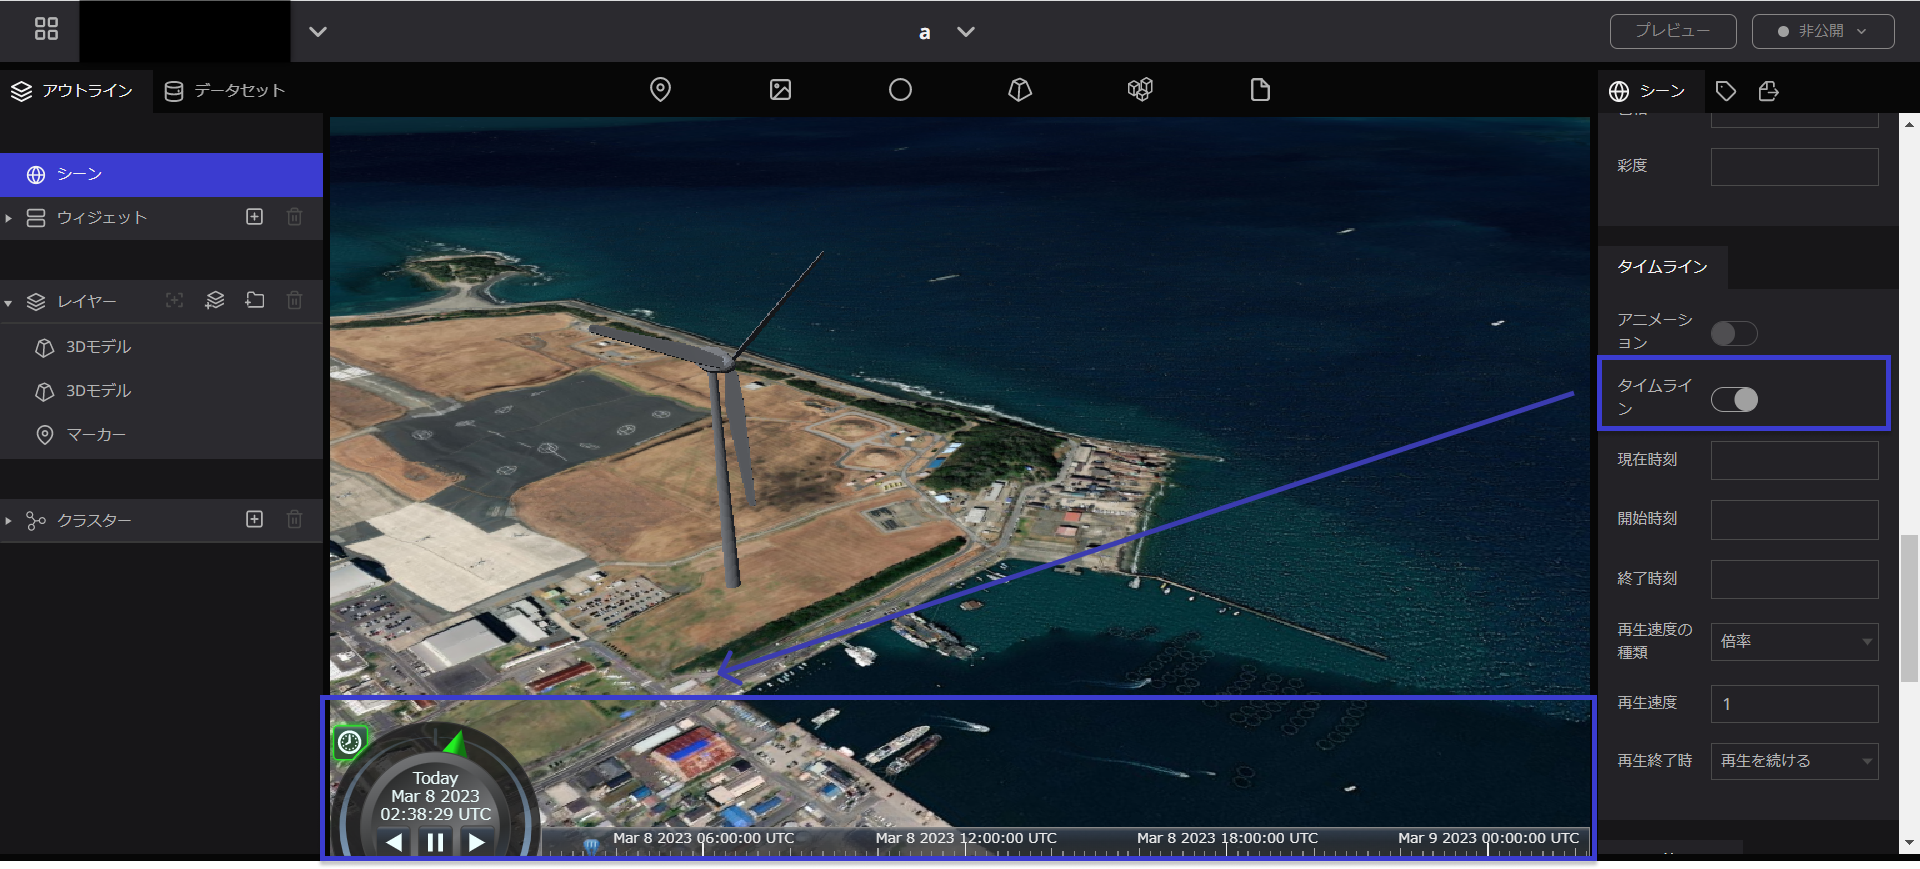 a
プレビュー
非公開
アウトライン
データセット
シーン
シーン
彩度
ウィジェット
タイムライン
レイヤー
アニメーシ
ョン
3Dモデル
タイムライ
ン
3Dモデル
マーカー
現在時刻
開始時刻
クラスター
終了時刻
再生速度の
種類
倍率
再生速度
1
再生終了時
再生を続ける
Today
Mar 8 2023
02:38:29 UTC
Mar 8 2023 06:00:00 UTC
Mar 8 2023 12:00:00 UTC
Mar 8 2023 18:00:00 UTC
Mar 9 2023 00:00:00 UTC